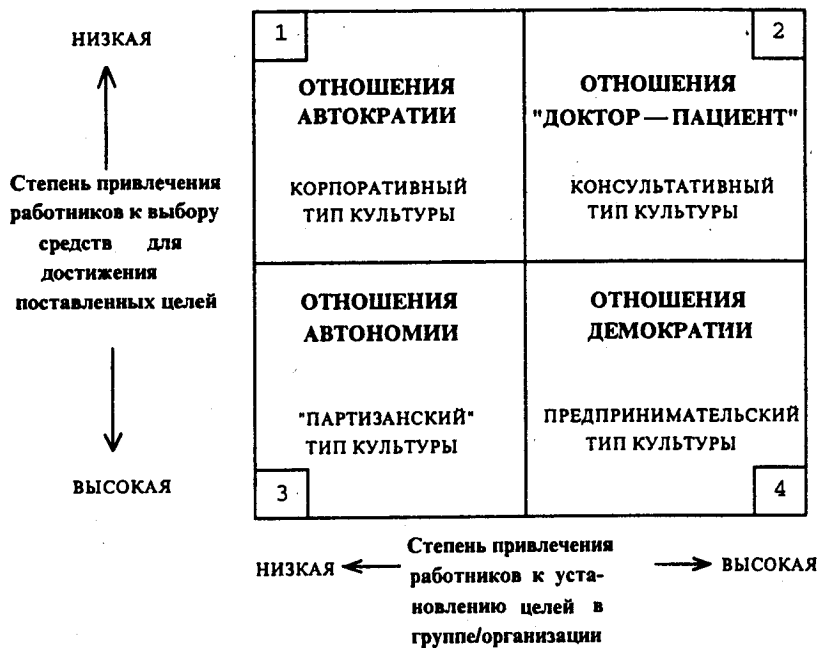 НИЗКАЯ
Степень привлечения
работников к выбору
средств для
достижения
поставленных целей
ВЫСОКАЯ
1
ОТНОШЕНИЯ
АВТОКРАТИИ
КОРПОРАТИВНЫЙ
ТИП КУЛЬТУРЫ
2
ОТНОШЕНИЯ
"ДОКТОР — ПАЦИЕНТ"
КОНСУЛЬТАТИВНЫЙ
ТИП КУЛЬТУРЫ
ОТНОШЕНИЯ
АВТОНОМИИ
"ПАРТИЗАНСКИЙ"
ТИП КУЛЬТУРЫ
3
ОТНОШЕНИЯ
ДЕМОКРАТИИ
ПРЕДПРИНИМАТЕЛЬСКИЙ
ТИП КУЛЬТУРЫ
4
НИЗКАЯ
Степень привлечения
работников к уста-
новлению целей в
группе/организации
ВЫСОКАЯ